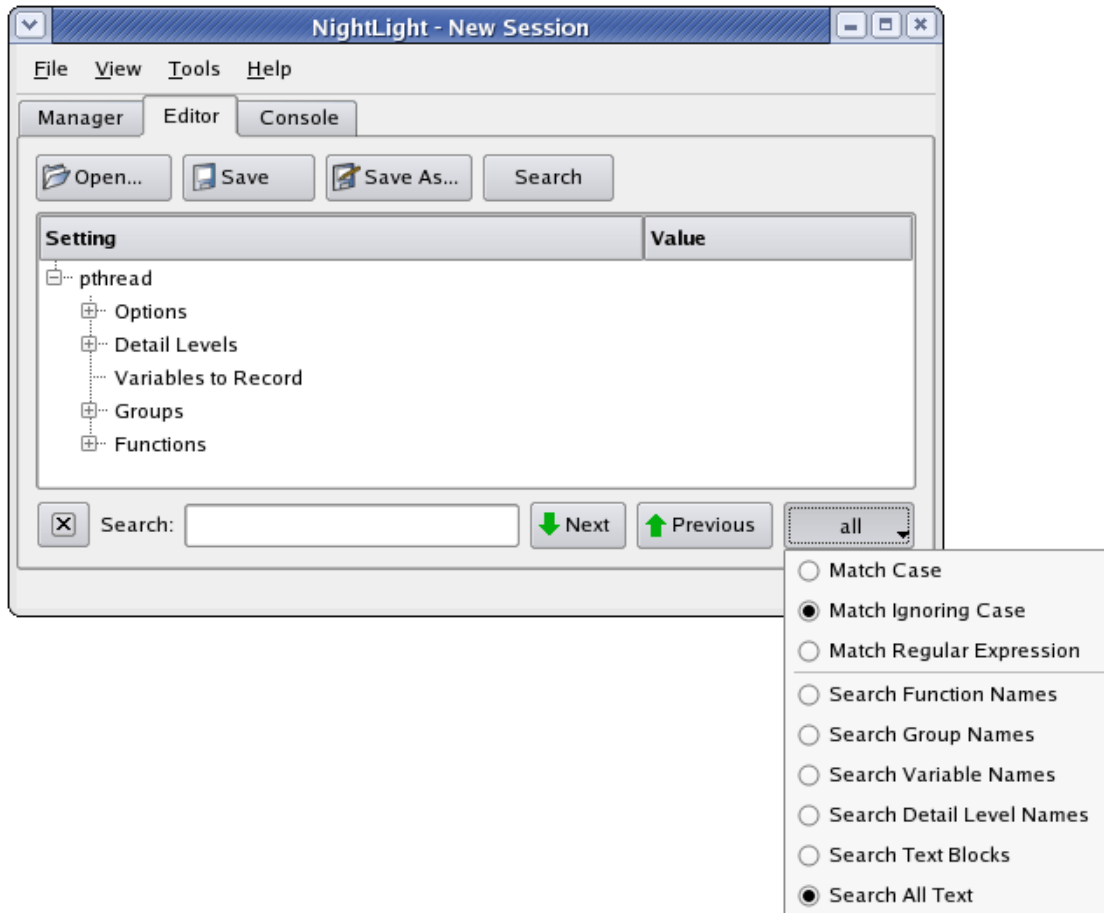 NightLight - New Session
File View Tools Help
Manager Editor Console
Open... Save Save As... Search
Setting Value
pthread
Options
Detail Levels
Variables to Record
Groups
Functions
Search: Next Previous all
Match Case
Match Ignoring Case
Match Regular Expression
Search Function Names
Search Group Names
Search Variable Names
Search Detail Level Names
Search Text Blocks
Search All Text